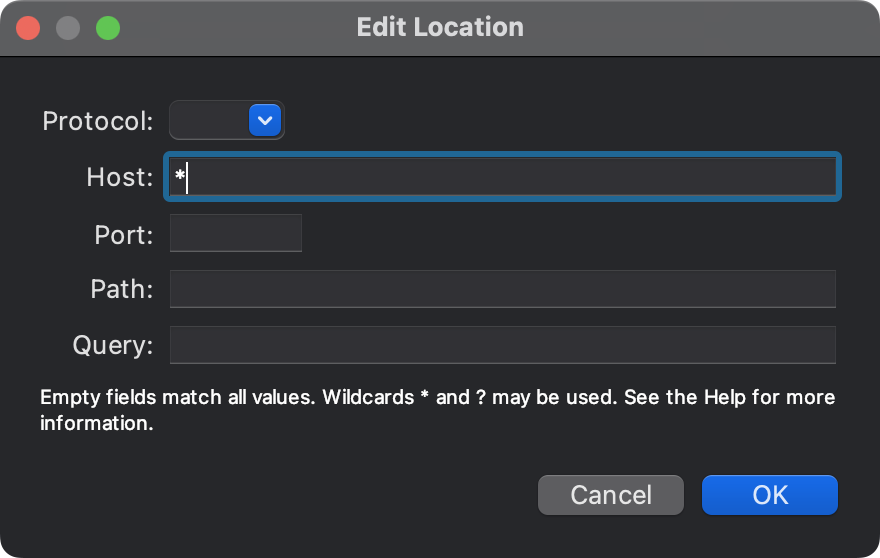 Edit Location
Protocol:
Host: *
Port:
Path:
Query:
Empty fields match all values. Wildcards * and ? may be used. See the Help for more
information.
Cancel OK